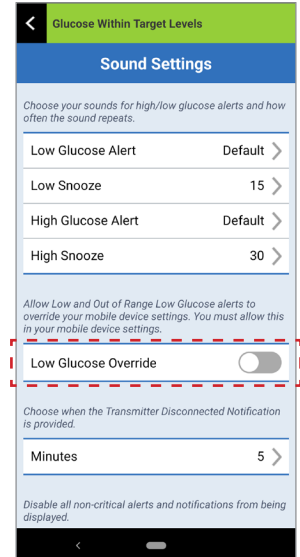 Glucose Within Target Levels
Sound Settings
Choose your sounds for high/low glucose alerts and how
often the sound repeats.
Low Glucose Alert Default
Low Snooze 15
High Glucose Alert Default
High Snooze 30
Allow Low and Out of Range Low Glucose alerts to
override your mobile device settings. You must allow this
in your mobile device settings.
Low Glucose Override
Choose when the Transmitter Disconnected Notification
is provided.
Minutes 5
Disable all non-critical alerts and notifications from being
displayed.